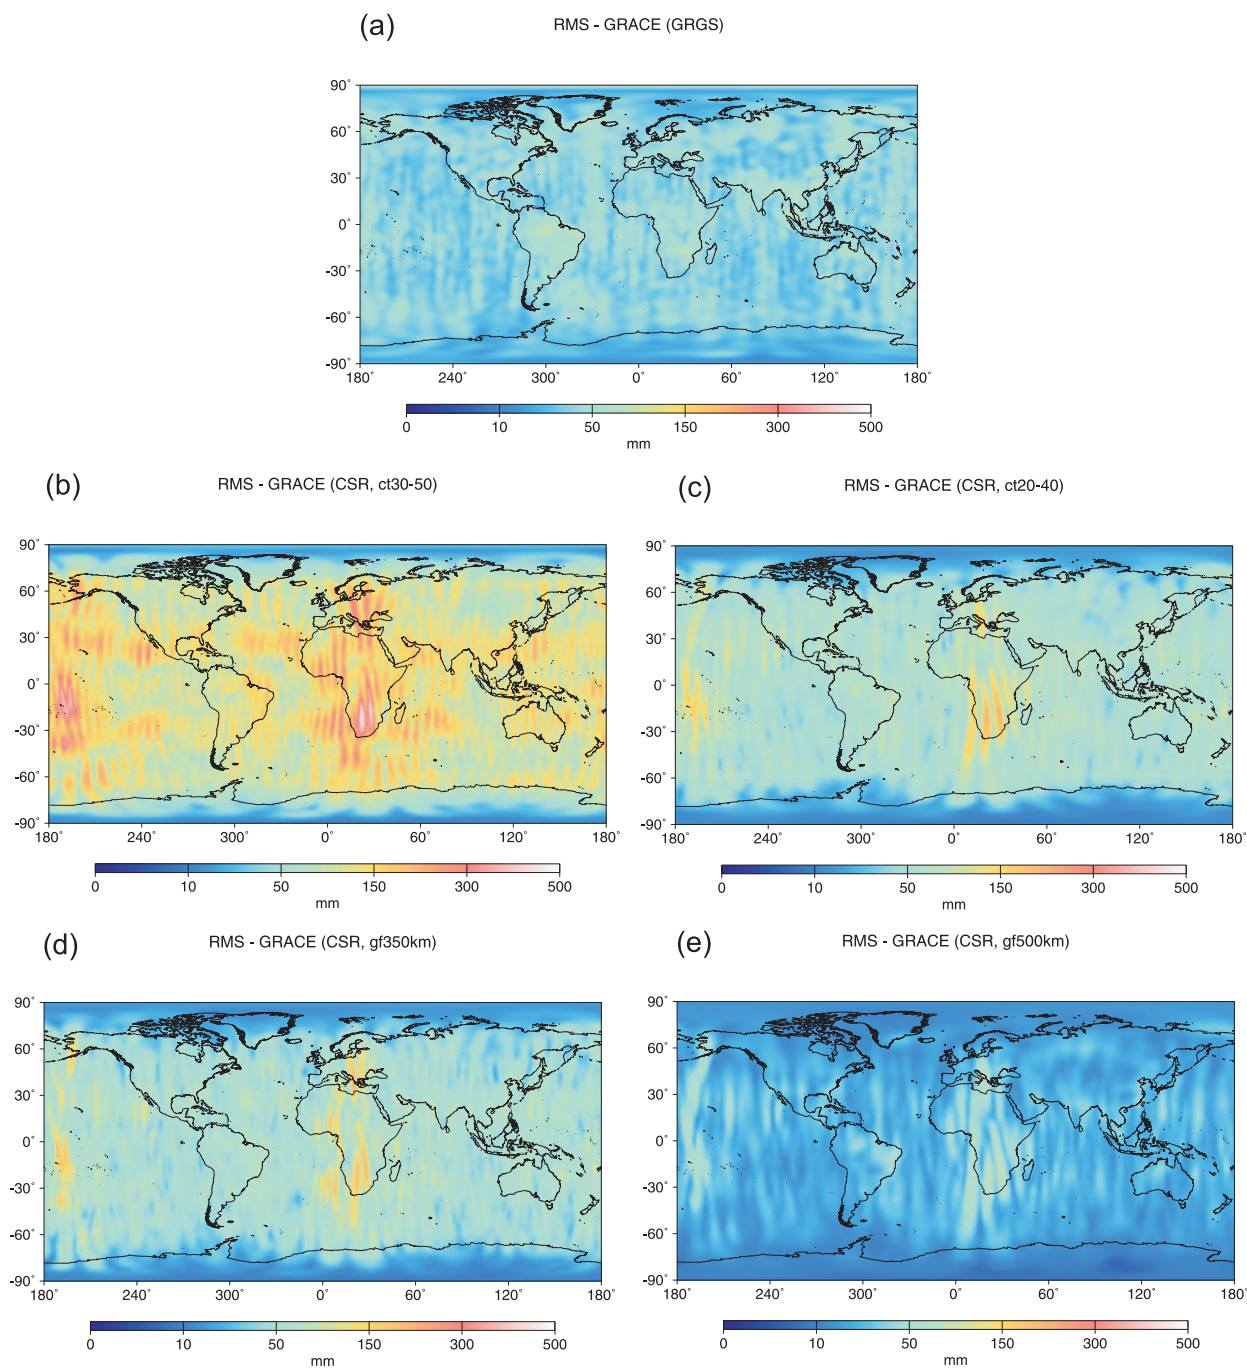 (a)
RMS - GRACE (GRGS)
90˚
60˚
30˚
0˚
-30˚
-60˚
-90˚
180˚ 240˚ 300˚ 0˚ 60˚ 120˚ 180˚
0 10 50 150 300 500
mm
(b)
RMS - GRACE (CSR, ct30-50)
90˚
60˚
30˚
0˚
-30˚
-60˚
-90˚
180˚ 240˚ 300˚ 0˚ 60˚ 120˚ 180˚
0 10 50 150 300 500
mm
(c)
RMS - GRACE (CSR, ct20-40)
90˚
60˚
30˚
0˚
-30˚
-60˚
-90˚
180˚ 240˚ 300˚ 0˚ 60˚ 120˚ 180˚
0 10 50 150 300 500
mm
(d)
RMS - GRACE (CSR, gf350km)
90˚
60˚
30˚
0˚
-30˚
-60˚
-90˚
180˚ 240˚ 300˚ 0˚ 60˚ 120˚ 180˚
0 10 50 150 300 500
mm
(e)
RMS - GRACE (CSR, gf500km)
90˚
60˚
30˚
0˚
-30˚
-60˚
-90˚
180˚ 240˚ 300˚ 0˚ 60˚ 120˚ 180˚
0 10 50 150 300 500
mm